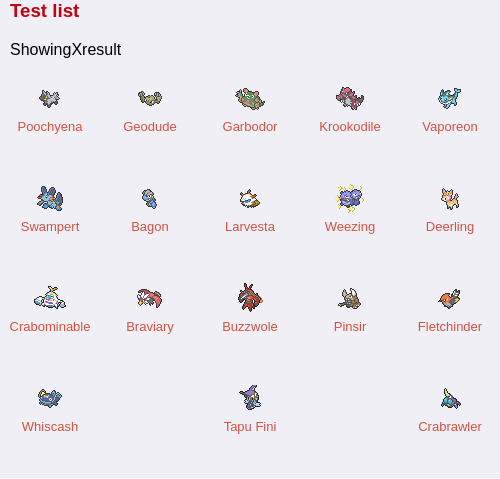 Test list
ShowingXresult
Poochyena Geodude Garbodor Krookodile Vaporeon
Swampert Bagon Larvesta Weezing Deerling
Crabominable Braviary Buzzwole Pinsir Fletchinder
Whiscash Tapu Fini Crabrawler